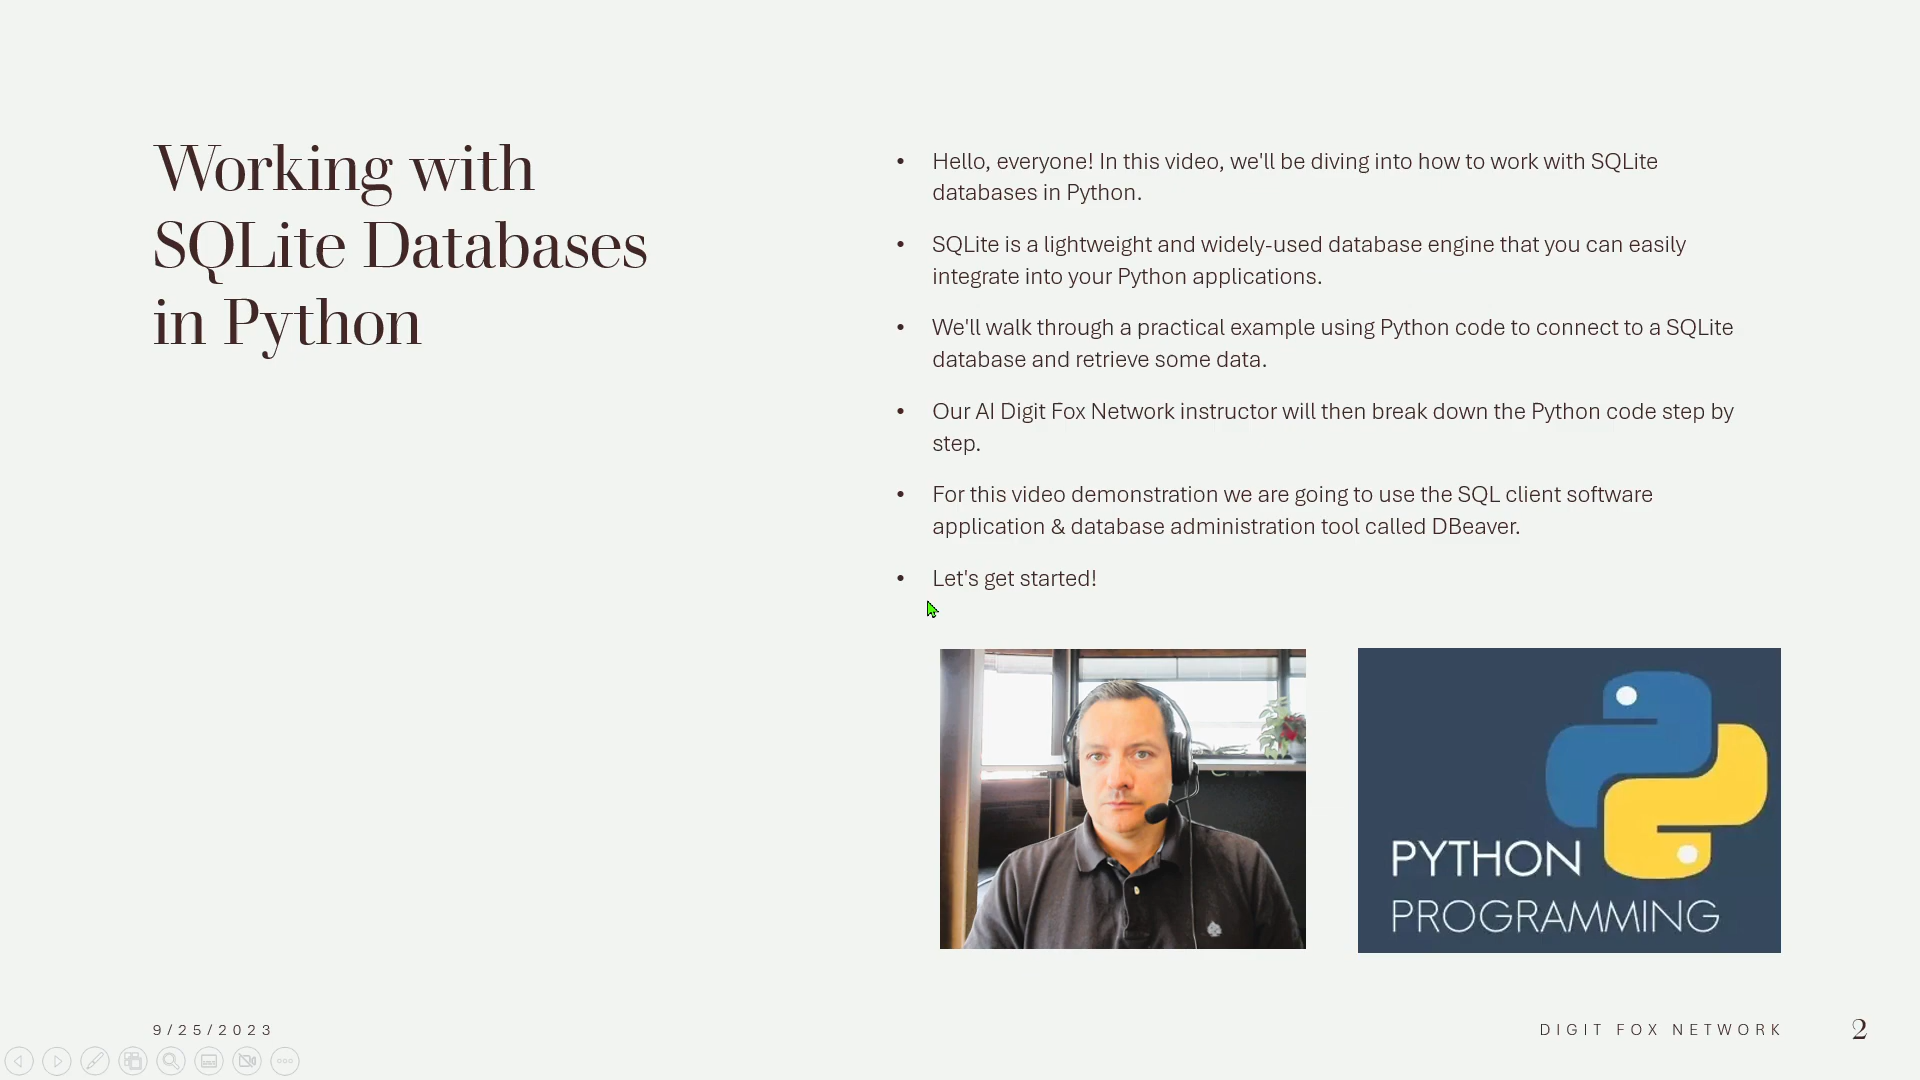 Working with
SQLite Databases
in Python
• Hello, everyone! In this video, we'll be diving into how to work with SQLite
databases in Python.
• SQLite is a lightweight and widely-used database engine that you can easily
integrate into your Python applications.
• We'll walk through a practical example using Python code to connect to a SQLite
database and retrieve some data.
• Our AI Digit Fox Network instructor will then break down the Python code step by
step.
• For this video demonstration we are going to use the SQL client software
application & database administration tool called DBeaver.
• Let's get started!
PYTHON
PROGRAMMING
9/25/2023
DIGIT FOX NETWORK
2